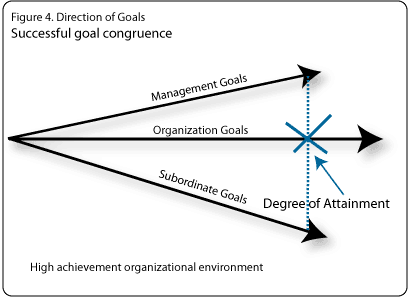 Figure 4. Direction of Goals
Successful goal congruence
Management Goals
Organization Goals
Subordinate Goals
Degree of Attainment
High achievement organizational environment